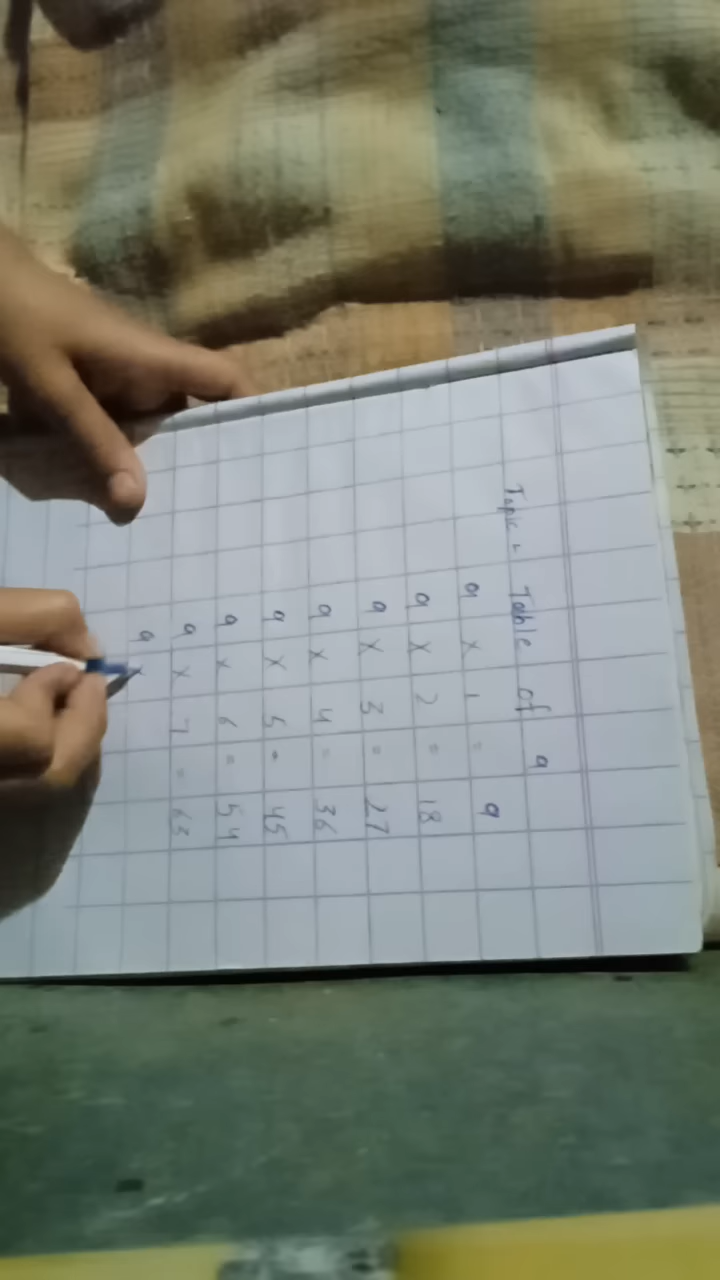 Topic - Table of 9
9 x 1 = 9
9 x 2 = 18
9 x 3 = 27
9 x 4 = 36
9 x 5 = 45
9 x 6 = 54
9 x 7 = 63
9 x